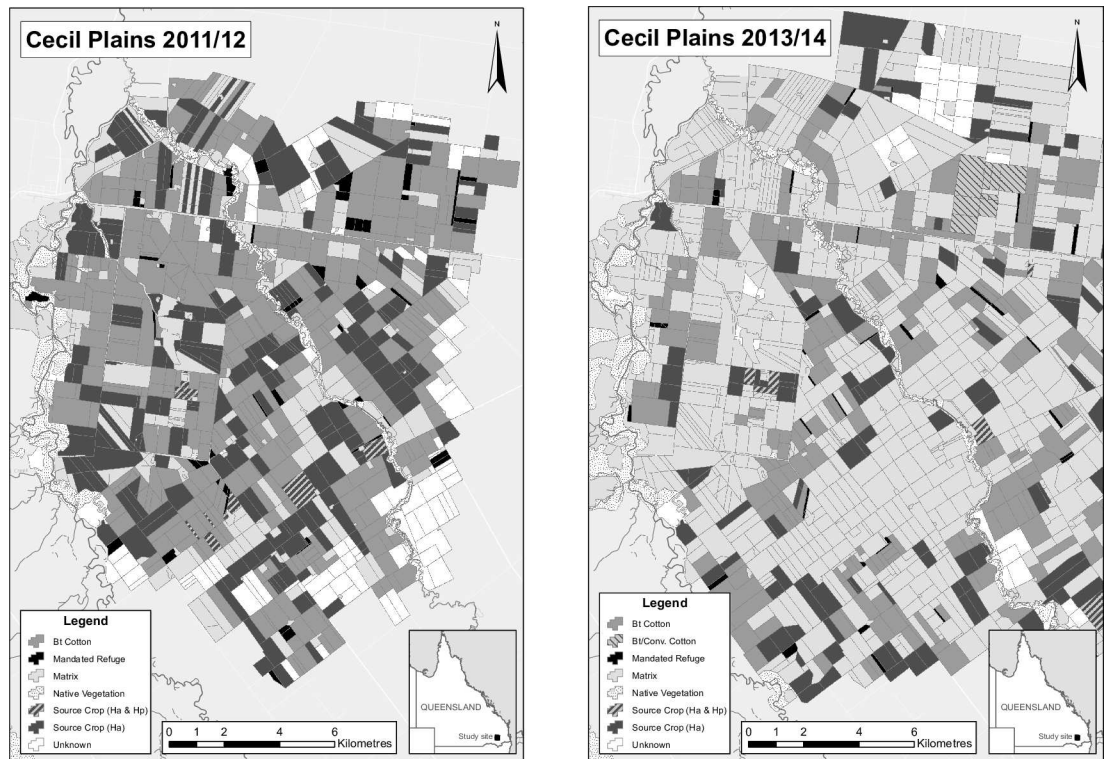 Cecil Plains 2011/12
N
Legend
Bt Cotton
Mandated Refuge
Matrix
Native Vegetation
Source Crop (Ha & Hp)
Source Crop (Ha)
Unknown
0 1 2 4 6
Kilometres
QUEENSLAND
Study site
Cecil Plains 2013/14
N
Legend
Bt Cotton
Bt/Conv. Cotton
Mandated Refuge
Matrix
Native Vegetation
Source Crop (Ha & Hp)
Source Crop (Ha)
Unknown
0 1 2 4 6
Kilometres
QUEENSLAND
Study site